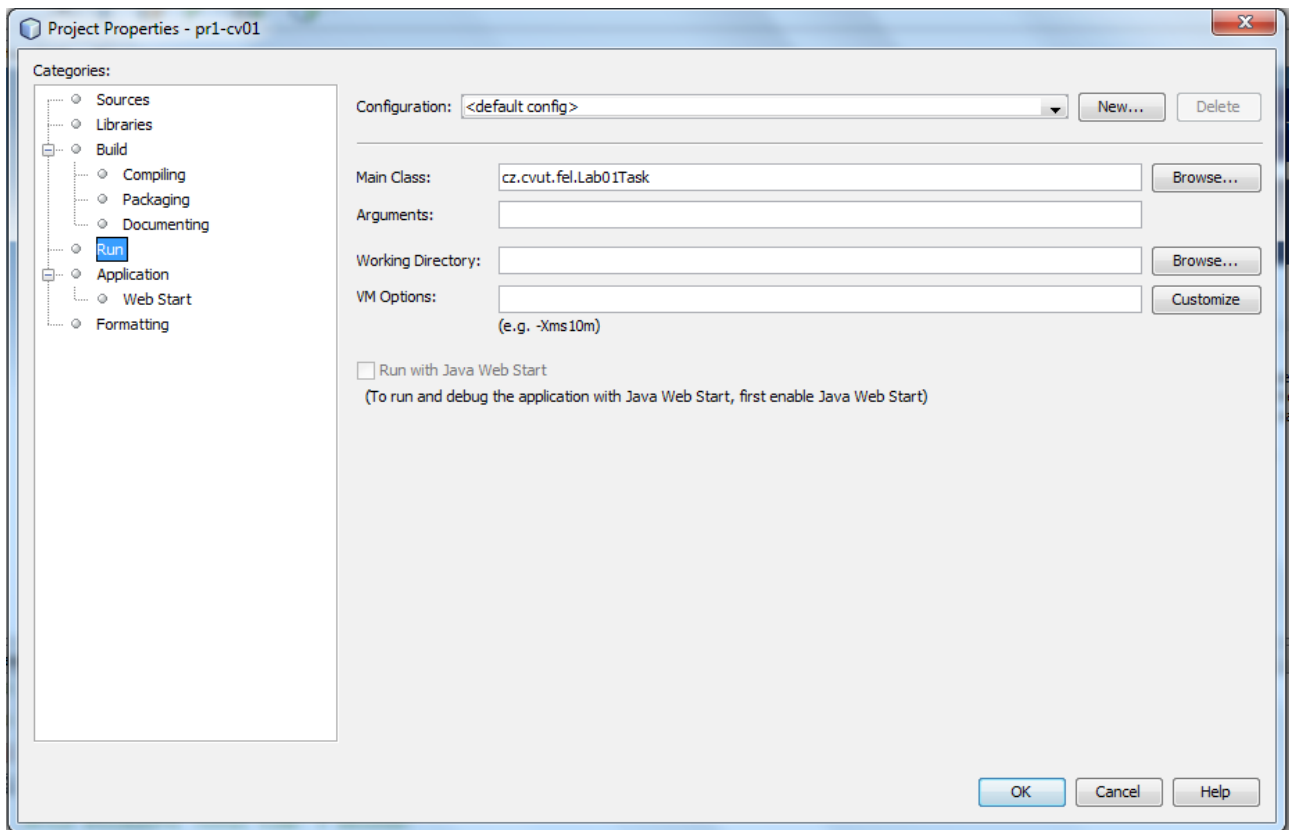 Project Properties - pr1-cv01
Categories:
Sources
Libraries
Build
Compiling
Packaging
Documenting
Run
Application
Web Start
Formatting
Configuration: <default config> New... Delete
Main Class: cz.cvut.fel.Lab01Task Browse...
Arguments:
Working Directory: Browse...
VM Options: Customize
(e.g. -Xms10m)
Run with Java Web Start
(To run and debug the application with Java Web Start, first enable Java Web Start)
OK Cancel Help